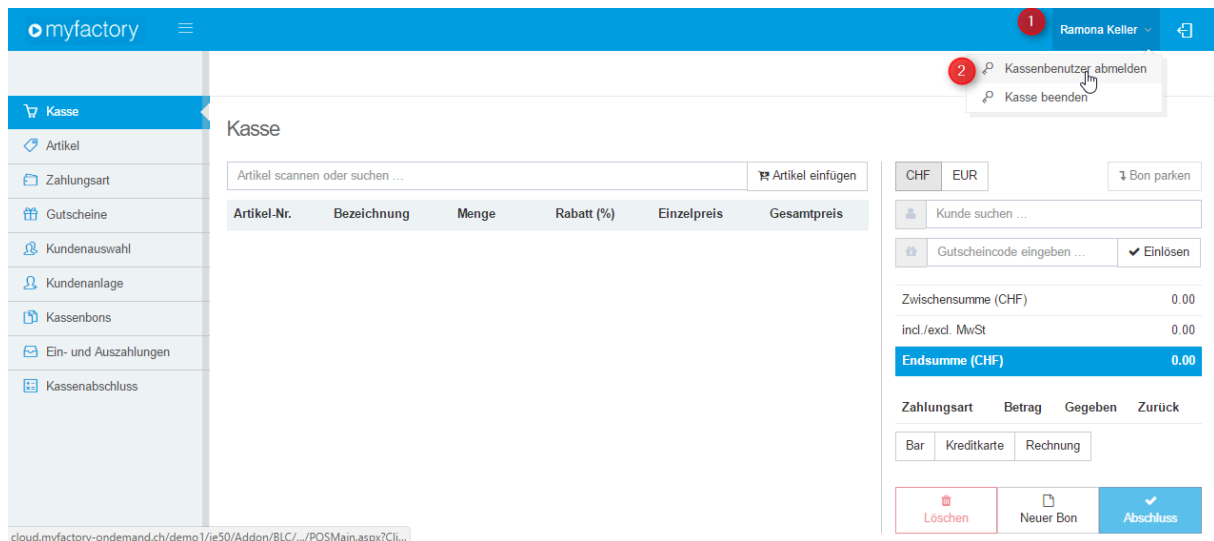 myfactory
1
Ramona Keller
2
Kassenbenutzer abmelden
Kasse beenden
Kasse
Artikel
Zahlungsart
Gutscheine
Kundenauswahl
Kundenanlage
Kassenbons
Ein- und Auszahlungen
Kassenabschluss
Kasse
Artikel scannen oder suchen ...
Artikel einfügen
Artikel-Nr. Bezeichnung Menge Rabatt (%) Einzelpreis Gesamtpreis
CHF EUR
Bon parken
Kunde suchen ...
Gutscheincode eingeben ...
Einlösen
Zwischensumme (CHF) 0.00
incl./excl. MwSt 0.00
Endsumme (CHF) 0.00
Zahlungsart Betrag Gegeben Zurück
Bar Kreditkarte Rechnung
Löschen Neuer Bon Abschluss
cloud.myfactory-ondemand.ch/demo1/ie50/Addon/BLC/.../POSMain.aspx?Cli...